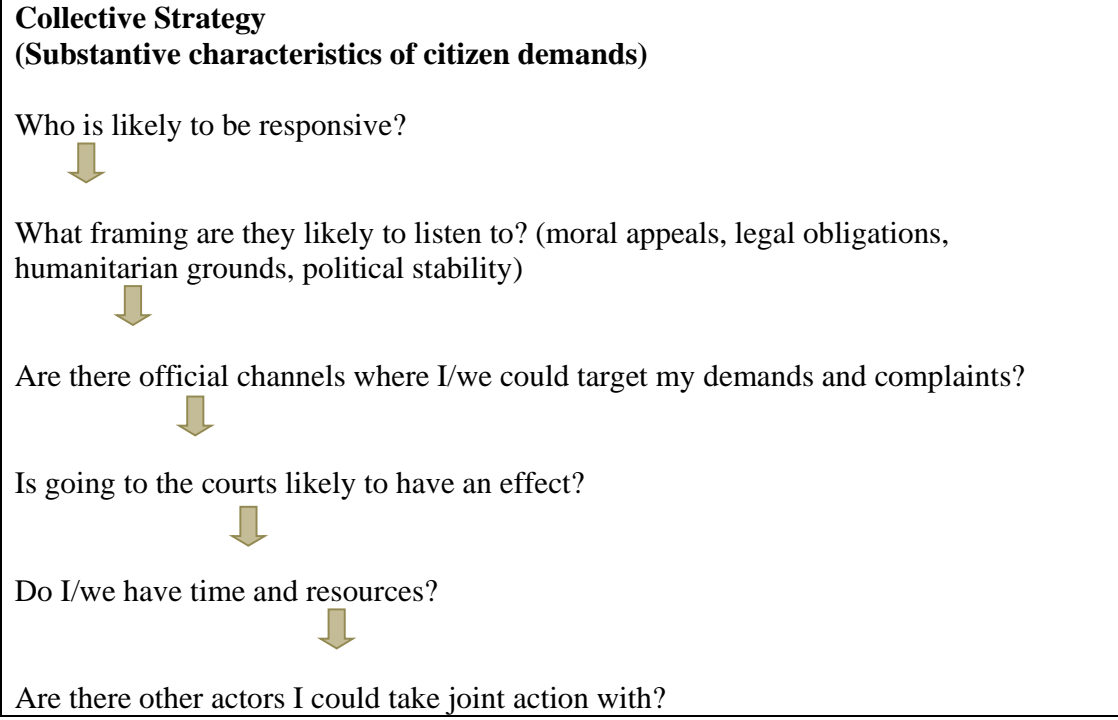 Collective Strategy
(Substantive characteristics of citizen demands)
Who is likely to be responsive?
What framing are they likely to listen to? (moral appeals, legal obligations,
humanitarian grounds, political stability)
Are there official channels where I/we could target my demands and complaints?
Is going to the courts likely to have an effect?
Do I/we have time and resources?
Are there other actors I could take joint action with?